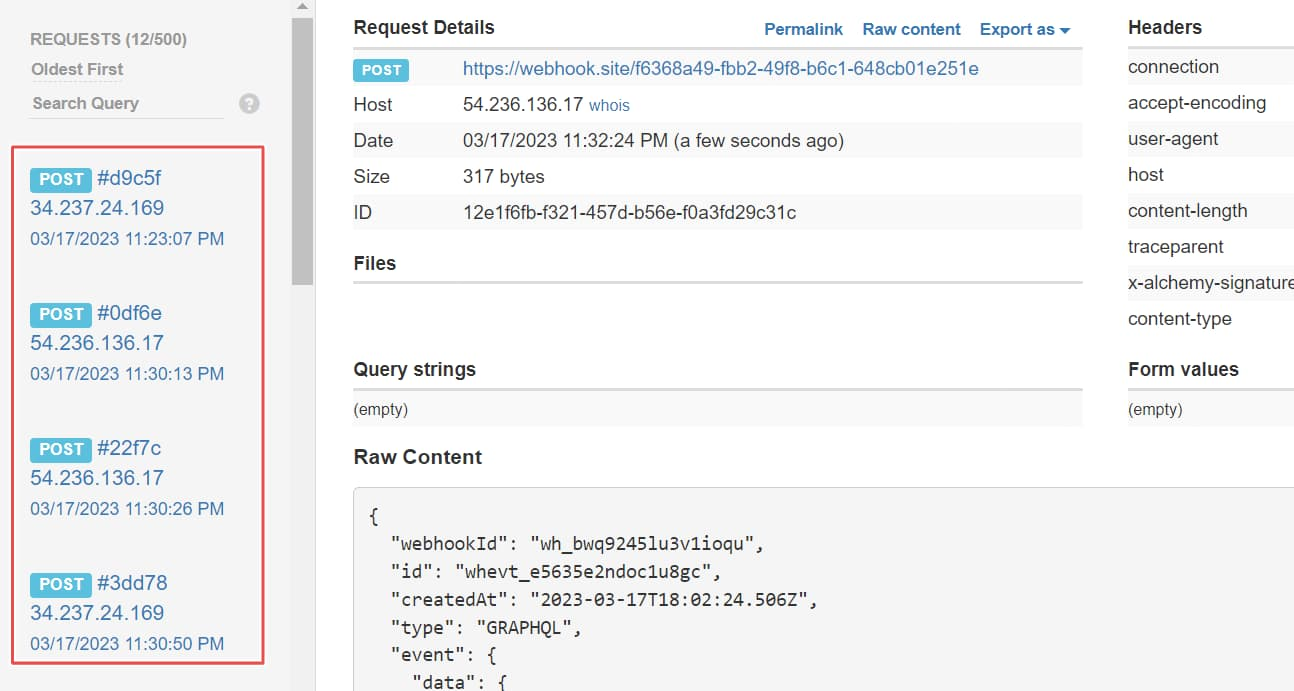 REQUESTS (12/500)
Oldest First
Search Query
?
POST #d9c5f
34.237.24.169
03/17/2023 11:23:07 PM
POST #0df6e
54.236.136.17
03/17/2023 11:30:13 PM
POST #22f7c
54.236.136.17
03/17/2023 11:30:26 PM
POST #3dd78
34.237.24.169
03/17/2023 11:30:50 PM
Request Details Permalink Raw content Export as
POST https://webhook.site/f6368a49-fbb2-49f8-b6c1-648cb01e251e
Host 54.236.136.17 whois
Date 03/17/2023 11:32:24 PM (a few seconds ago)
Size 317 bytes
ID 12e1f6fb-f321-457d-b56e-f0a3fd29c31c
Files
Query strings
(empty)
Raw Content
{
"webhookId": "wh_bwq9245lu3v1ioqu",
"id": "whevt_e5635e2ndoc1u8gc",
"createdAt": "2023-03-17T18:02:24.506Z",
"type": "GRAPHQL",
"event": {
"data": {
Headers
connection
accept-encoding
user-agent
host
content-length
traceparent
x-alchemy-signature
content-type
Form values
(empty)